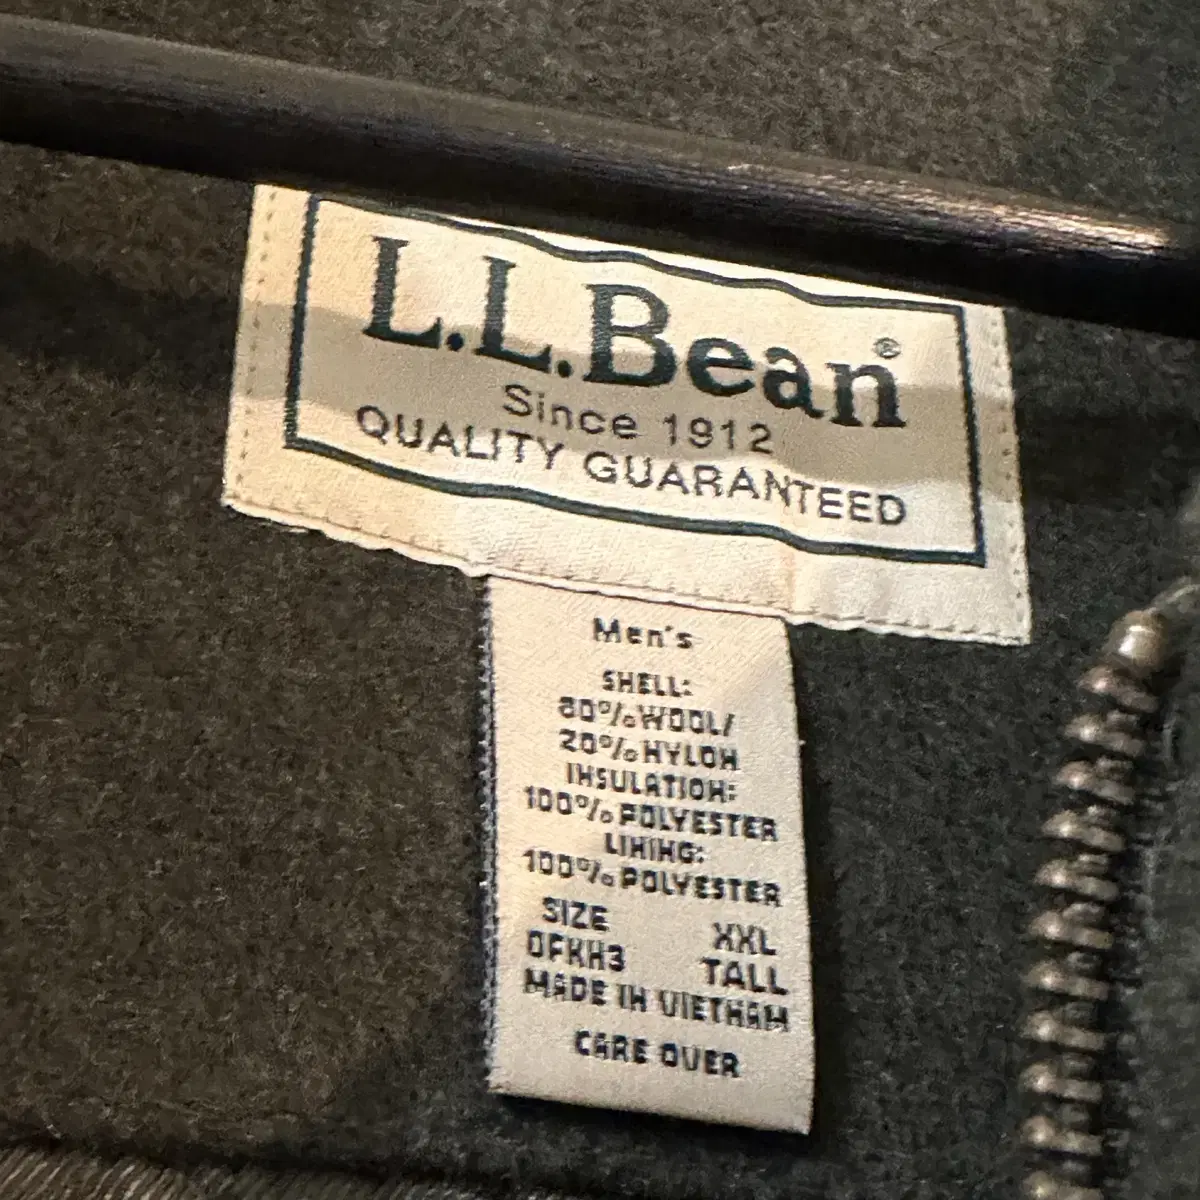 L.L.Bean®
Since 1912
QUALITY GUARANTEED
Men's
SHELL:
80%WOOL/
20%NYLON
INSULATION:
100%POLYESTER
LINING:
100%POLYESTER
SIZE XXL
0FKH3 TALL
MADE IN VIETNAM
CARE OVER